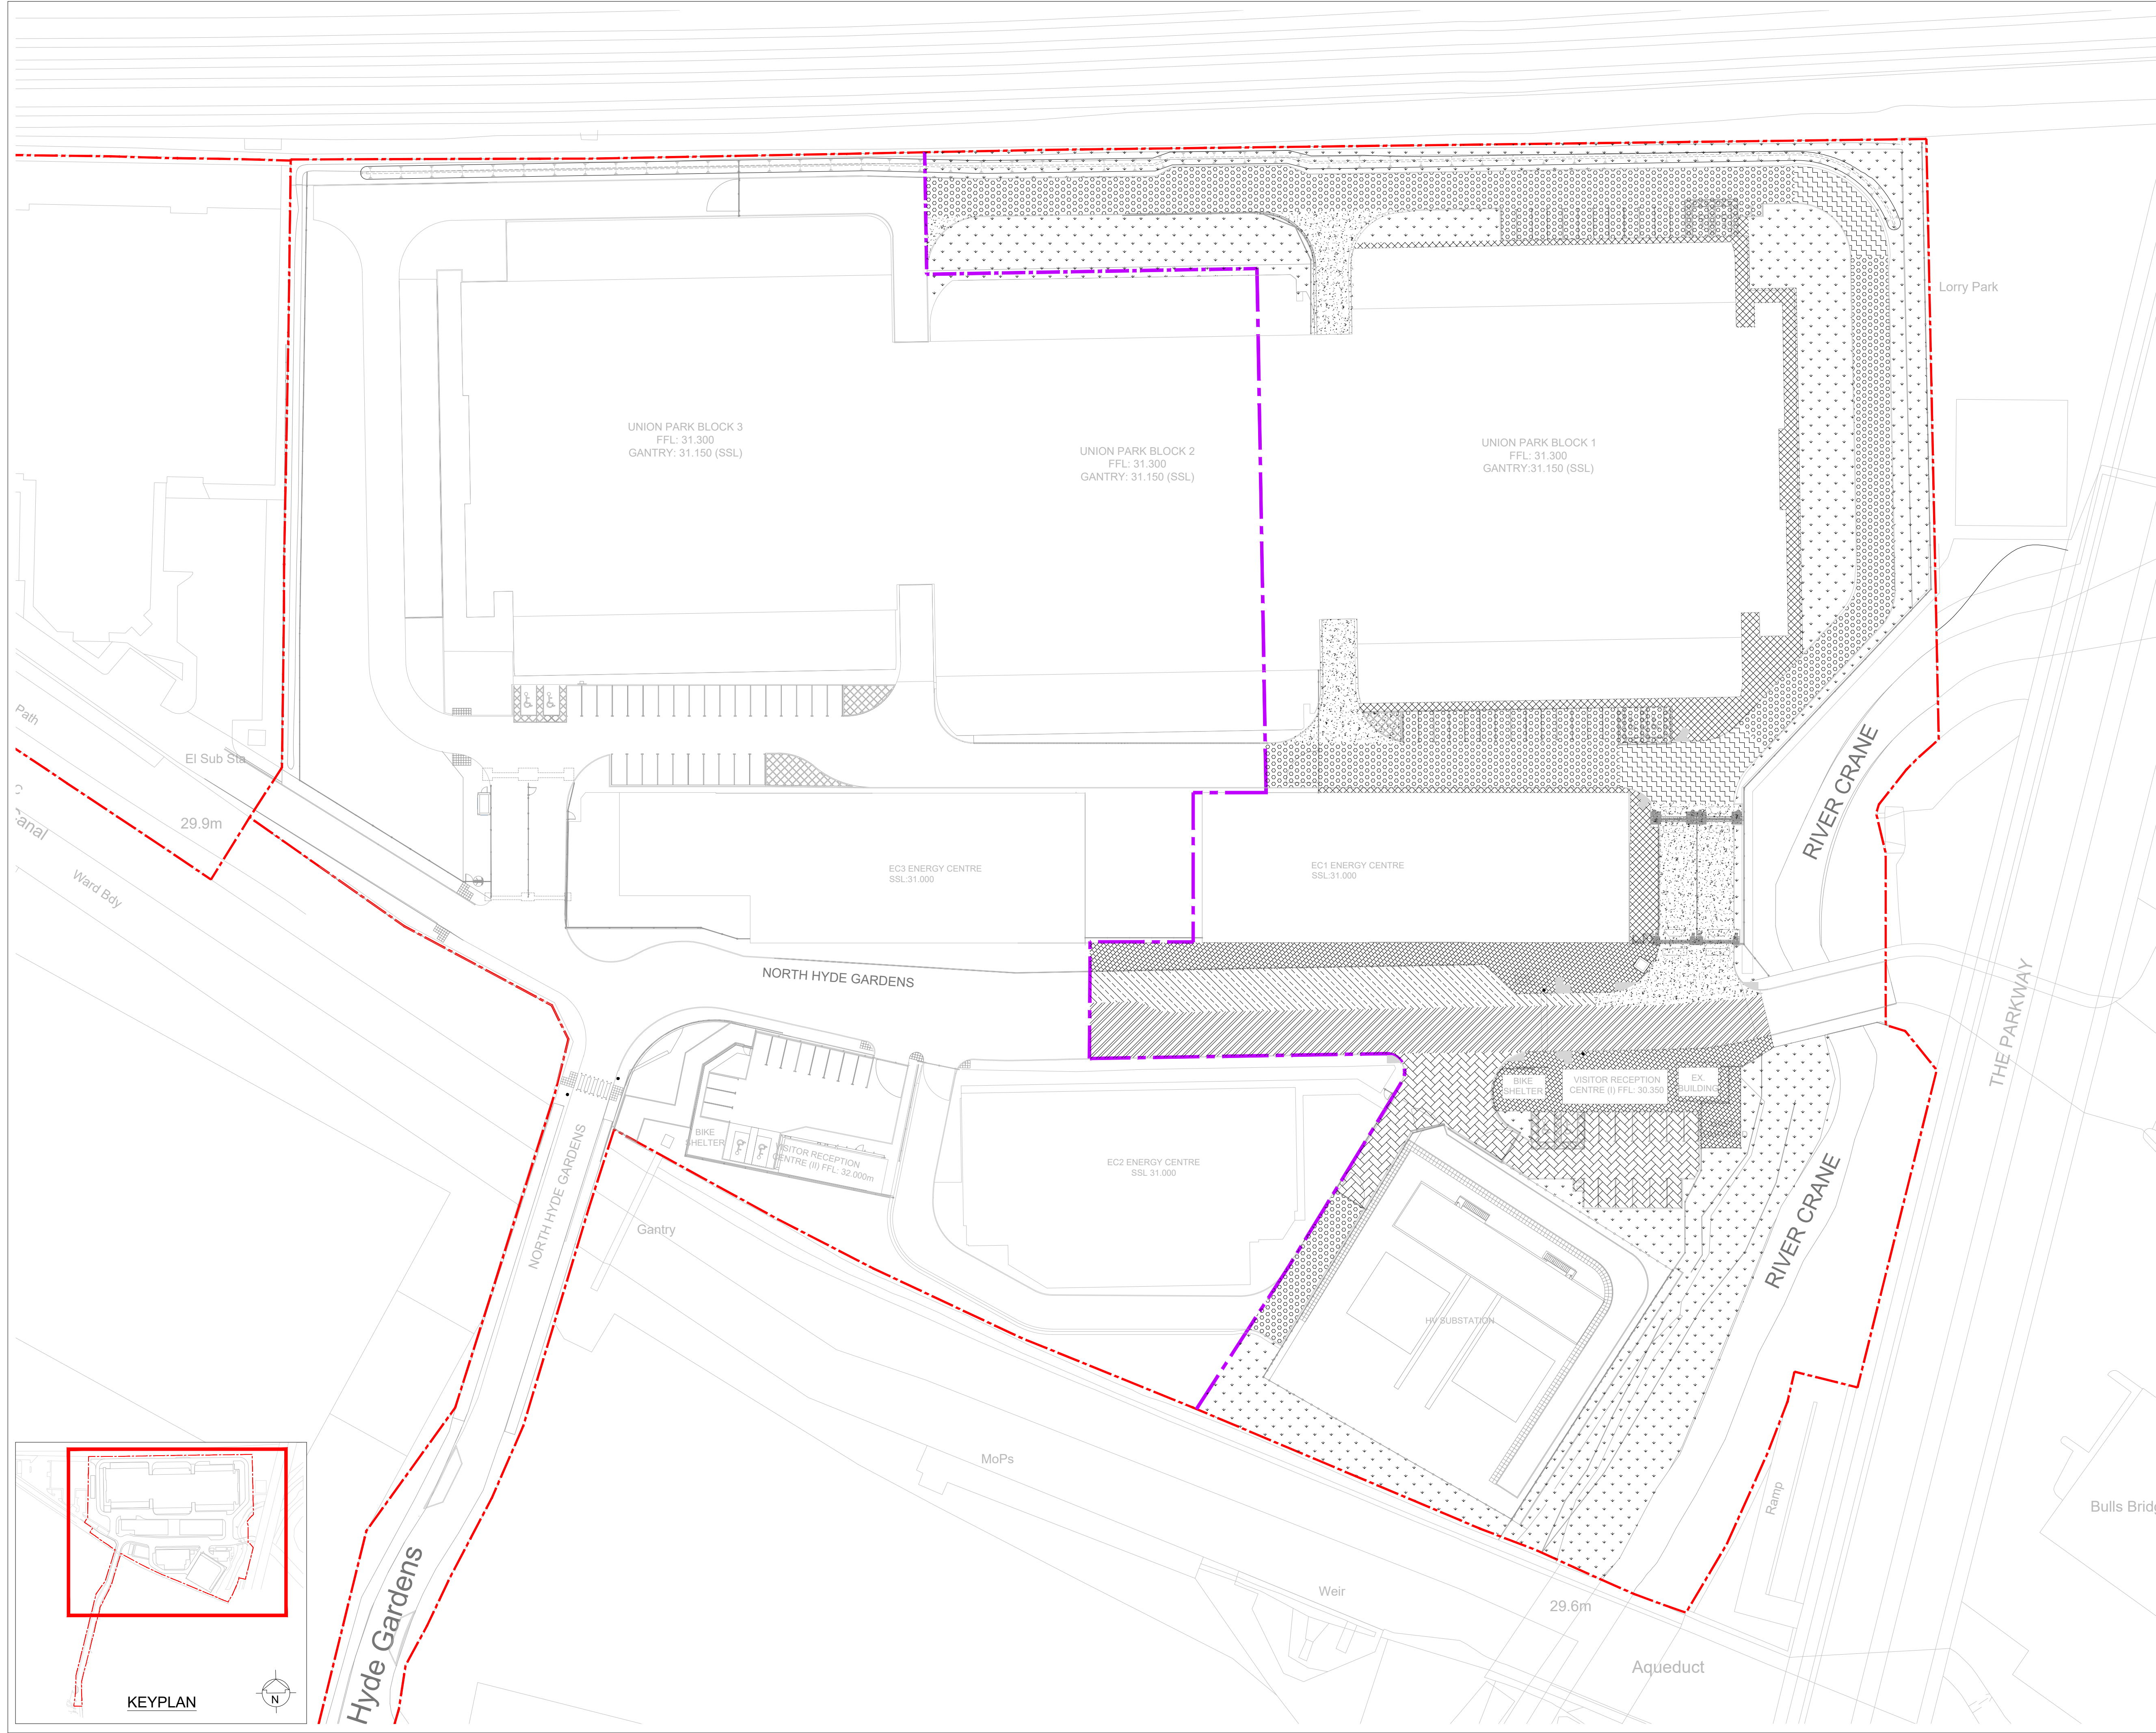 Lorry Park
UNION PARK BLOCK 3
FFL: 31.300
GANTRY: 31.150 (SSL)
UNION PARK BLOCK 2
FFL: 31.300
GANTRY: 31.150 (SSL)
UNION PARK BLOCK 1
FFL: 31.300
GANTRY:31.150 (SSL)
Path
El Sub Sta
RIVER CRANE
29.9m
Canal
Ward Bdy
EC3 ENERGY CENTRE
SSL:31.000
EC1 ENERGY CENTRE
SSL:31.000
NORTH HYDE GARDENS
THE PARKWAY
BIKE
SHELTER
VISITOR RECEPTION
CENTRE (I) FFL: 30.350
EX.
BUILDING
BIKE
SHELTER
VISITOR RECEPTION
CENTRE (II) FFL: 32.000m
EC2 ENERGY CENTRE
SSL 31.000
NORTH HYDE GARDENS
RIVER CRANE
Gantry
HV SUBSTATION
MoPs
Ramp
Bulls Bridg
Weir
29.6m
Hyde Gardens
Aqueduct
KEYPLAN
N